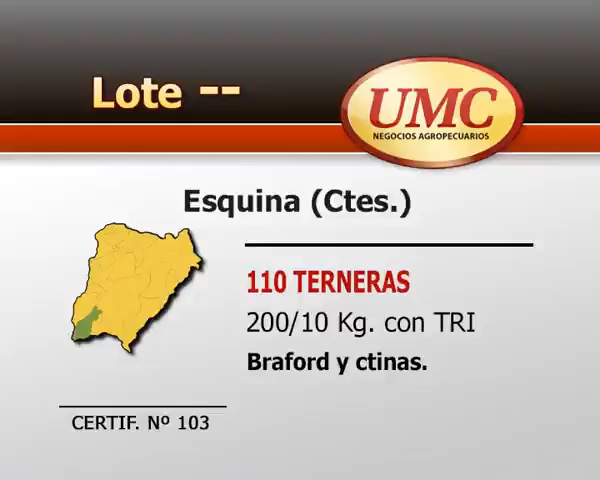 Lote --
UMC
NEGOCIOS AGROPECUARIOS
Esquina (Ctes.)
110 TERNERAS
200/10 Kg. con TRI
Braford y ctinas.
CERTIF. Nº 103